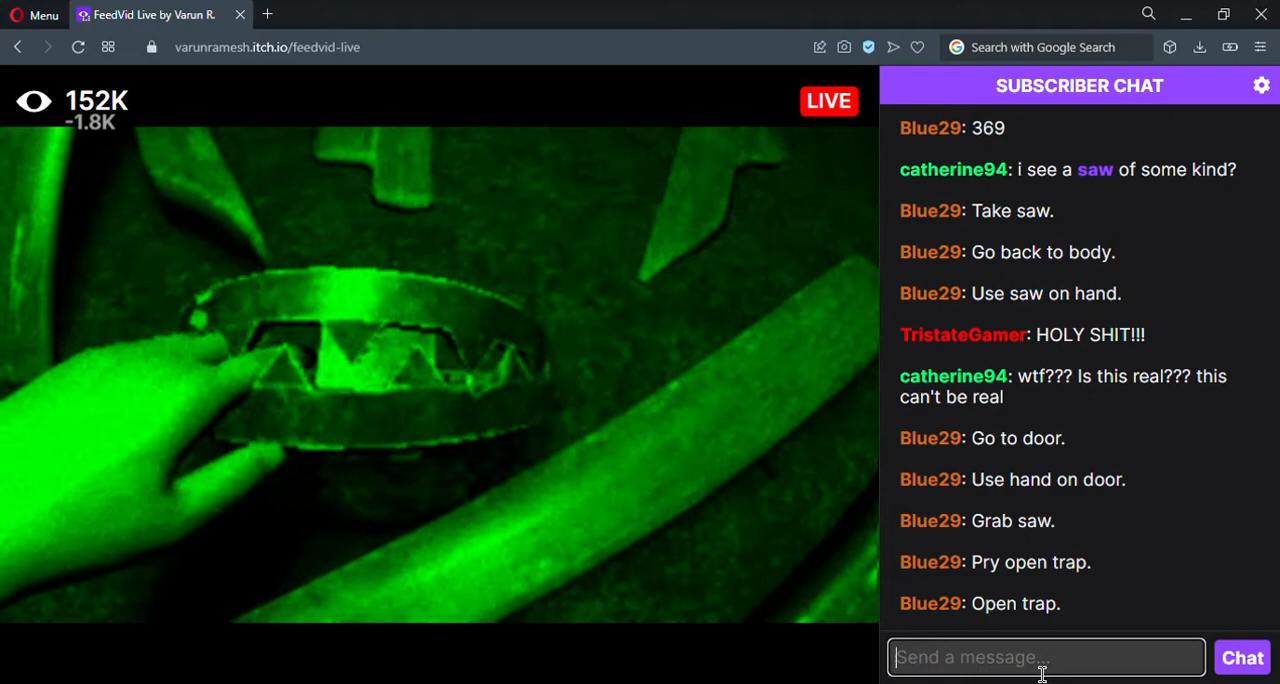 Menu
FeedVid Live by Varun R.
varunramesh.itch.io/feedvid-live
Search with Google Search
152K
-1.8K
LIVE
SUBSCRIBER CHAT
Blue29: 369
catherine94: i see a saw of some kind?
Blue29: Take saw.
Blue29: Go back to body.
Blue29: Use saw on hand.
TristateGamer: HOLY SHIT!!!
catherine94: wtf??? Is this real??? this
can't be real
Blue29: Go to door.
Blue29: Use hand on door.
Blue29: Grab saw.
Blue29: Pry open trap.
Blue29: Open trap.
Send a message...
Chat